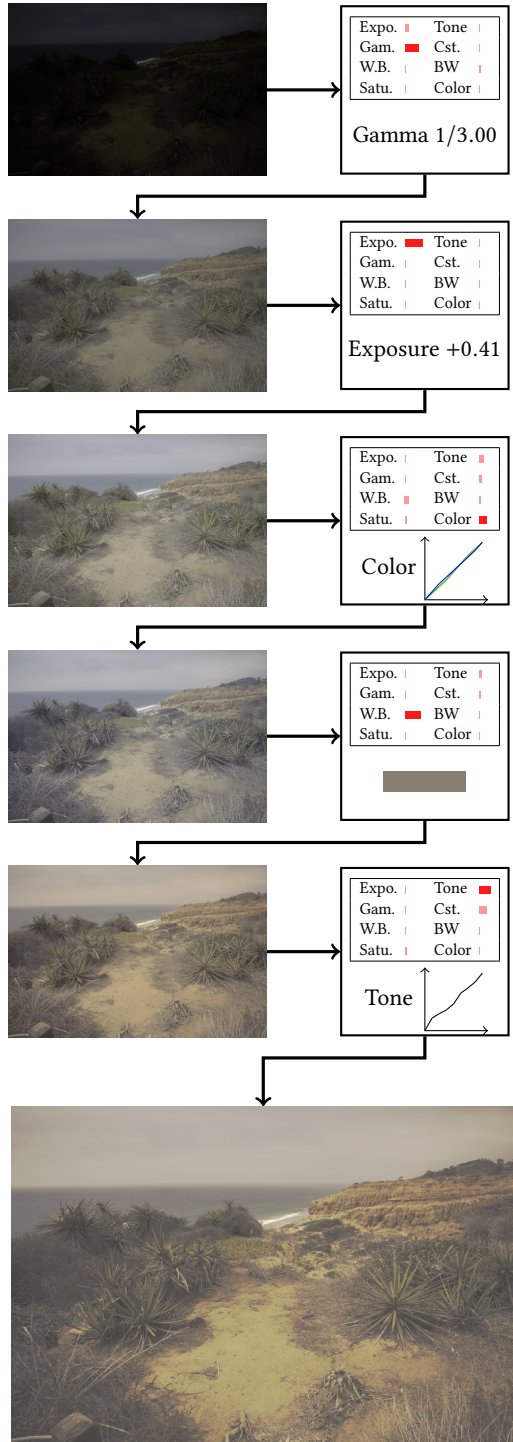 Expo. Tone
Gam. Cst.
W.B. BW
Satu. Color
Gamma 1/3.00
Expo. Tone
Gam. Cst.
W.B. BW
Satu. Color
Exposure +0.41
Expo. Tone
Gam. Cst.
W.B. BW
Satu. Color
Color
Expo. Tone
Gam. Cst.
W.B. BW
Satu. Color
Expo. Tone
Gam. Cst.
W.B. BW
Satu. Color
Tone